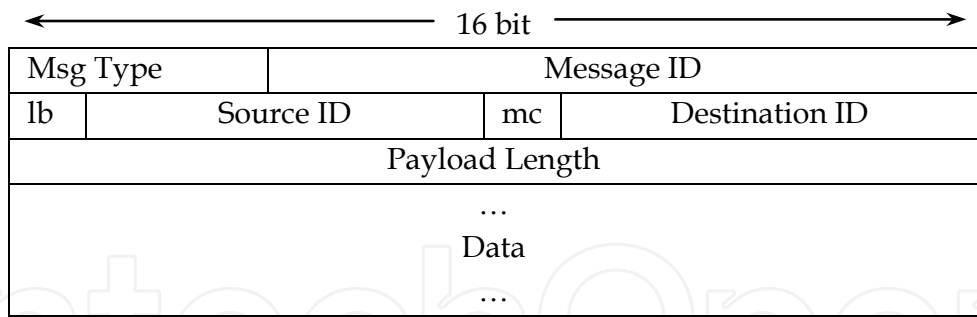 16 bit
Msg Type Message ID
lb Source ID mc Destination ID
Payload Length
…
Data
…